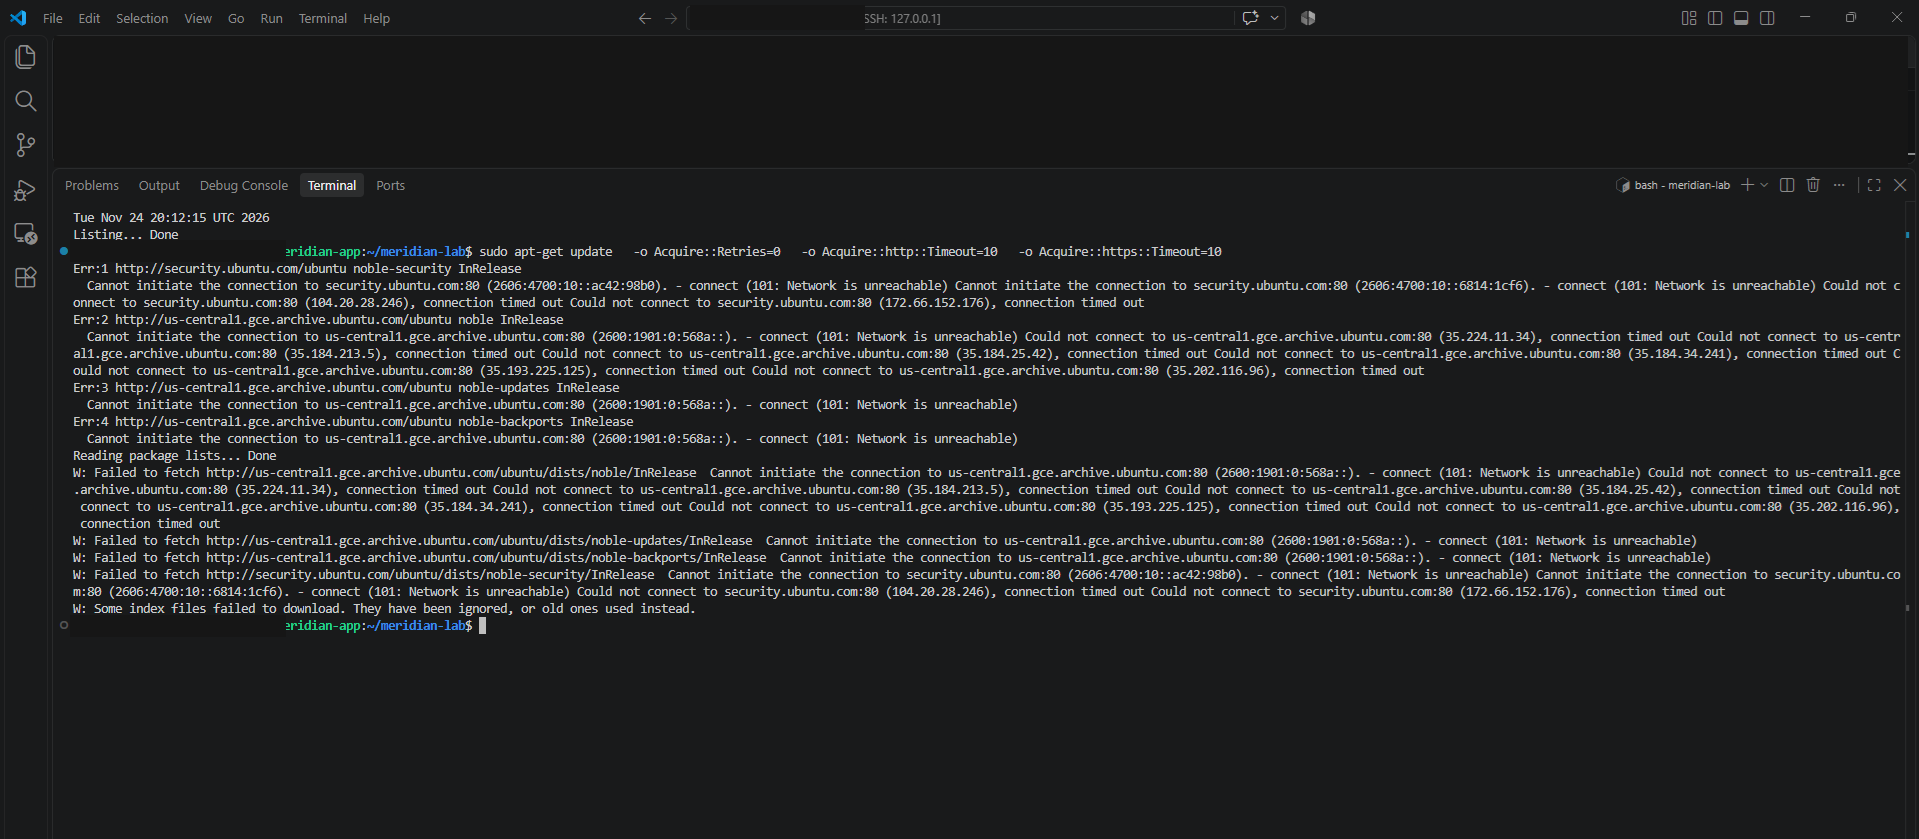 File Edit Selection View Go Run Terminal Help
SSH: 127.0.0.1]
Problems Output Debug Console Terminal Ports
bash - meridian-lab
Tue Nov 24 20:12:15 UTC 2026
Listing... Done
eridian-app:~/meridian-lab$ sudo apt-get update   -o Acquire::Retries=0   -o Acquire::http::Timeout=10   -o Acquire::https::Timeout=10
Err:1 http://security.ubuntu.com/ubuntu noble-security InRelease
  Cannot initiate the connection to security.ubuntu.com:80 (2606:4700:10::ac42:98b0). - connect (101: Network is unreachable) Cannot initiate the connection to security.ubuntu.com:80 (2606:4700:10::6814:1cf6). - connect (101: Network is unreachable) Could not c
onnect to security.ubuntu.com:80 (104.20.28.246), connection timed out Could not connect to security.ubuntu.com:80 (172.66.152.176), connection timed out
Err:2 http://us-central1.gce.archive.ubuntu.com/ubuntu noble InRelease
  Cannot initiate the connection to us-central1.gce.archive.ubuntu.com:80 (2600:1901:0:568a::). - connect (101: Network is unreachable) Could not connect to us-central1.gce.archive.ubuntu.com:80 (35.224.11.34), connection timed out Could not connect to us-centr
al1.gce.archive.ubuntu.com:80 (35.184.213.5), connection timed out Could not connect to us-central1.gce.archive.ubuntu.com:80 (35.184.25.42), connection timed out Could not connect to us-central1.gce.archive.ubuntu.com:80 (35.184.34.241), connection timed out C
ould not connect to us-central1.gce.archive.ubuntu.com:80 (35.193.225.125), connection timed out Could not connect to us-central1.gce.archive.ubuntu.com:80 (35.202.116.96), connection timed out
Err:3 http://us-central1.gce.archive.ubuntu.com/ubuntu noble-updates InRelease
  Cannot initiate the connection to us-central1.gce.archive.ubuntu.com:80 (2600:1901:0:568a::). - connect (101: Network is unreachable)
Err:4 http://us-central1.gce.archive.ubuntu.com/ubuntu noble-backports InRelease
  Cannot initiate the connection to us-central1.gce.archive.ubuntu.com:80 (2600:1901:0:568a::). - connect (101: Network is unreachable)
Reading package lists... Done
W: Failed to fetch http://us-central1.gce.archive.ubuntu.com/ubuntu/dists/noble/InRelease  Cannot initiate the connection to us-central1.gce.archive.ubuntu.com:80 (2600:1901:0:568a::). - connect (101: Network is unreachable) Could not connect to us-central1.gce
.archive.ubuntu.com:80 (35.224.11.34), connection timed out Could not connect to us-central1.gce.archive.ubuntu.com:80 (35.184.213.5), connection timed out Could not connect to us-central1.gce.archive.ubuntu.com:80 (35.184.25.42), connection timed out Could not
 connect to us-central1.gce.archive.ubuntu.com:80 (35.184.34.241), connection timed out Could not connect to us-central1.gce.archive.ubuntu.com:80 (35.193.225.125), connection timed out Could not connect to us-central1.gce.archive.ubuntu.com:80 (35.202.116.96),
 connection timed out
W: Failed to fetch http://us-central1.gce.archive.ubuntu.com/ubuntu/dists/noble-updates/InRelease  Cannot initiate the connection to us-central1.gce.archive.ubuntu.com:80 (2600:1901:0:568a::). - connect (101: Network is unreachable)
W: Failed to fetch http://us-central1.gce.archive.ubuntu.com/ubuntu/dists/noble-backports/InRelease  Cannot initiate the connection to us-central1.gce.archive.ubuntu.com:80 (2600:1901:0:568a::). - connect (101: Network is unreachable)
W: Failed to fetch http://security.ubuntu.com/ubuntu/dists/noble-security/InRelease  Cannot initiate the connection to security.ubuntu.com:80 (2606:4700:10::ac42:98b0). - connect (101: Network is unreachable) Cannot initiate the connection to security.ubuntu.co
m:80 (2606:4700:10::6814:1cf6). - connect (101: Network is unreachable) Could not connect to security.ubuntu.com:80 (104.20.28.246), connection timed out Could not connect to security.ubuntu.com:80 (172.66.152.176), connection timed out
W: Some index files failed to download. They have been ignored, or old ones used instead.
eridian-app:~/meridian-lab$